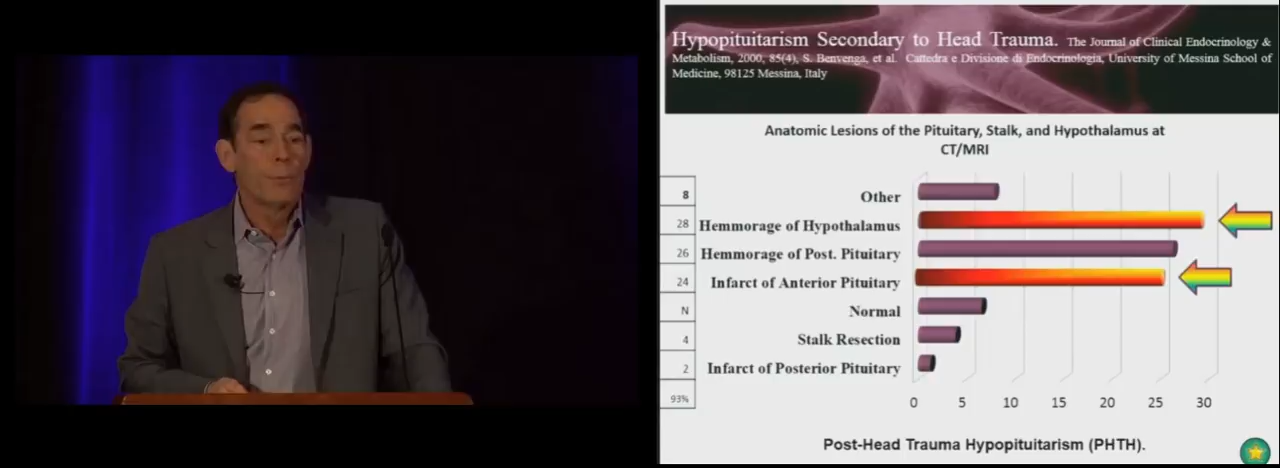 Hypopituitarism Secondary to Head Trauma. The Journal of Clinical Endocrinology &
Metabolism, 2000, 85(4), S. Benvenga, et al. Cattedra e Divisione di Endocrinologia, University of Messina School of
Medicine, 98125 Messina, Italy
Anatomic Lesions of the Pituitary, Stalk, and Hypothalamus at
CT/MRI
8 Other
28 Hemmorage of Hypothalamus
26 Hemmorage of Post. Pituitary
24 Infarct of Anterior Pituitary
N Normal
4 Stalk Resection
2 Infarct of Posterior Pituitary
93%
0 5 10 15 20 25 30
Post-Head Trauma Hypopituitarism (PHTH).